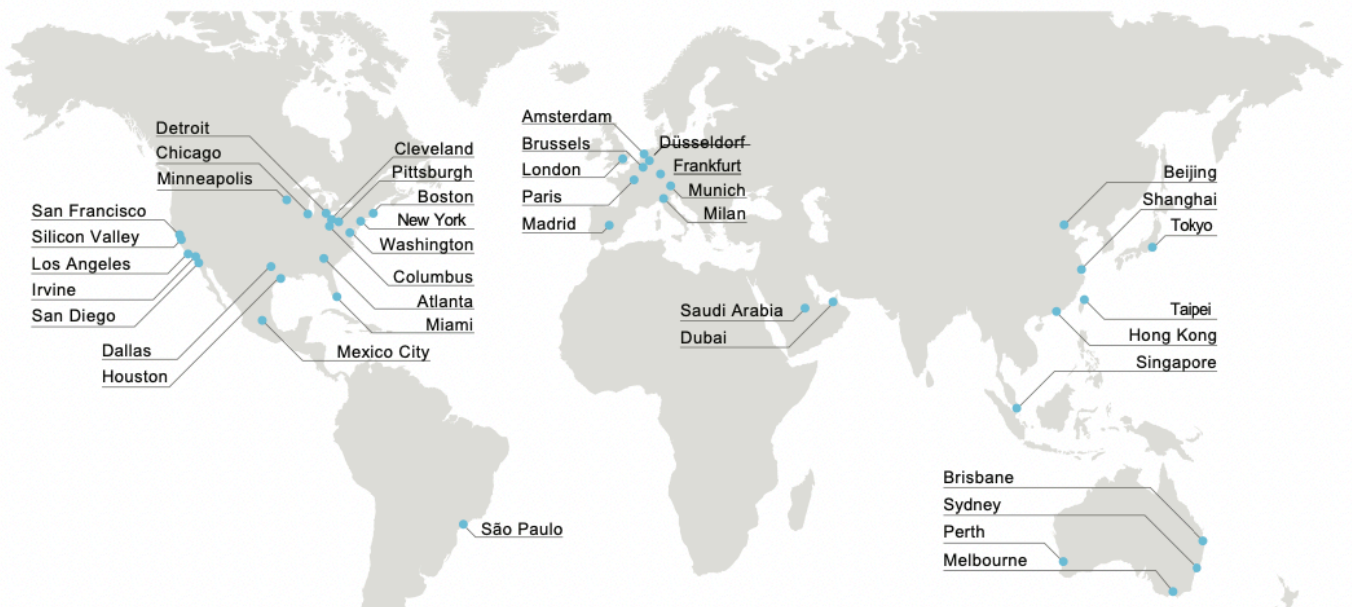 Detroit
Chicago
Minneapolis
San Francisco
Silicon Valley
Los Angeles
Irvine
San Diego
Dallas
Houston
Cleveland
Pittsburgh
Boston
New York
Washington
Columbus
Atlanta
Miami
Mexico City
São Paulo
Amsterdam
Brussels
London
Paris
Madrid
Düsseldorf
Frankfurt
Munich
Milan
Saudi Arabia
Dubai
Beijing
Shanghai
Tokyo
Taipei
Hong Kong
Singapore
Brisbane
Sydney
Perth
Melbourne